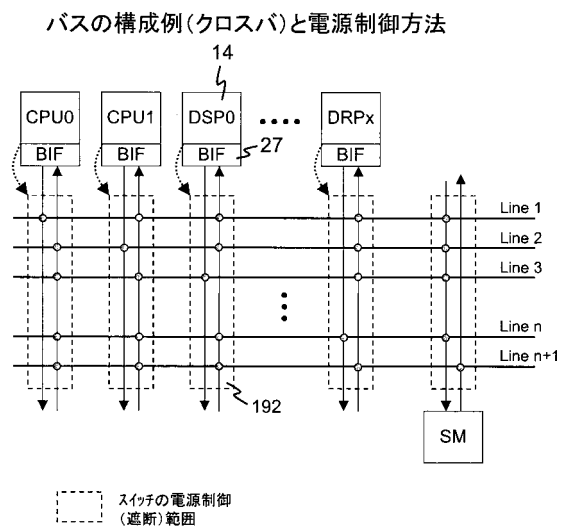 バスの構成例(クロスバ)と電源制御方法
14
CPU0 CPU1 DSP0 DRPx
BIF BIF BIF 27 BIF
Line 1
Line 2
Line 3
Line n
Line n+1
192
SM
スイッチの電源制御
(遮断)範囲